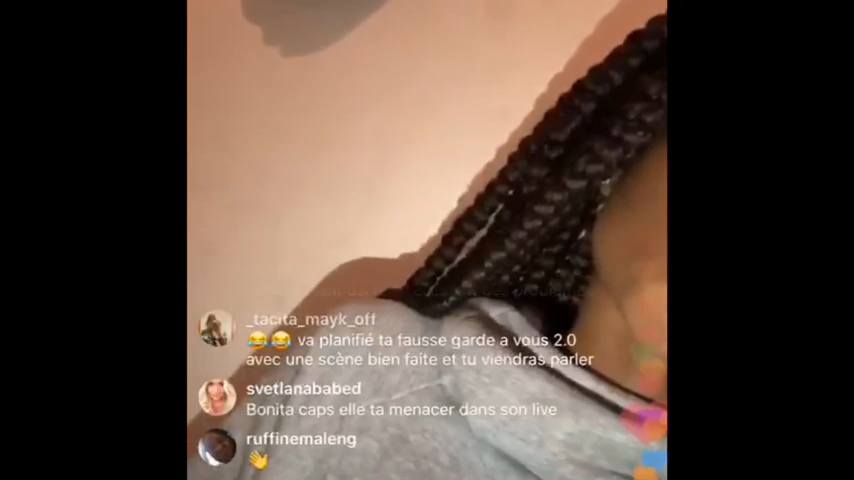 _tacita_mayk_off
😂😂 va planifié ta fausse garde a vous 2.0
avec une scène bien faite et tu viendras parler
svetlanababed
Bonita caps elle ta menacer dans son live
ruffinemaleng
👋